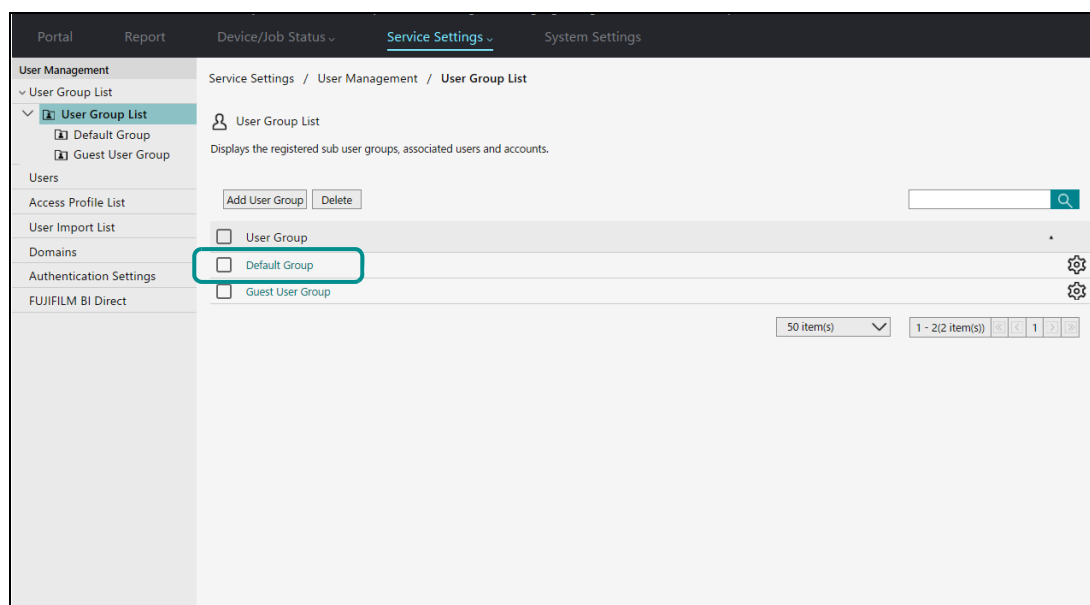 Portal Report Device/Job Status Service Settings System Settings
User Management
User Group List
User Group List
Default Group
Guest User Group
Users
Access Profile List
User Import List
Domains
Authentication Settings
FUJIFILM BI Direct
Service Settings / User Management / User Group List
User Group List
Displays the registered sub user groups, associated users and accounts.
Add User Group Delete
User Group
Default Group
Guest User Group
50 item(s) 1 - 2(2 item(s)) 1